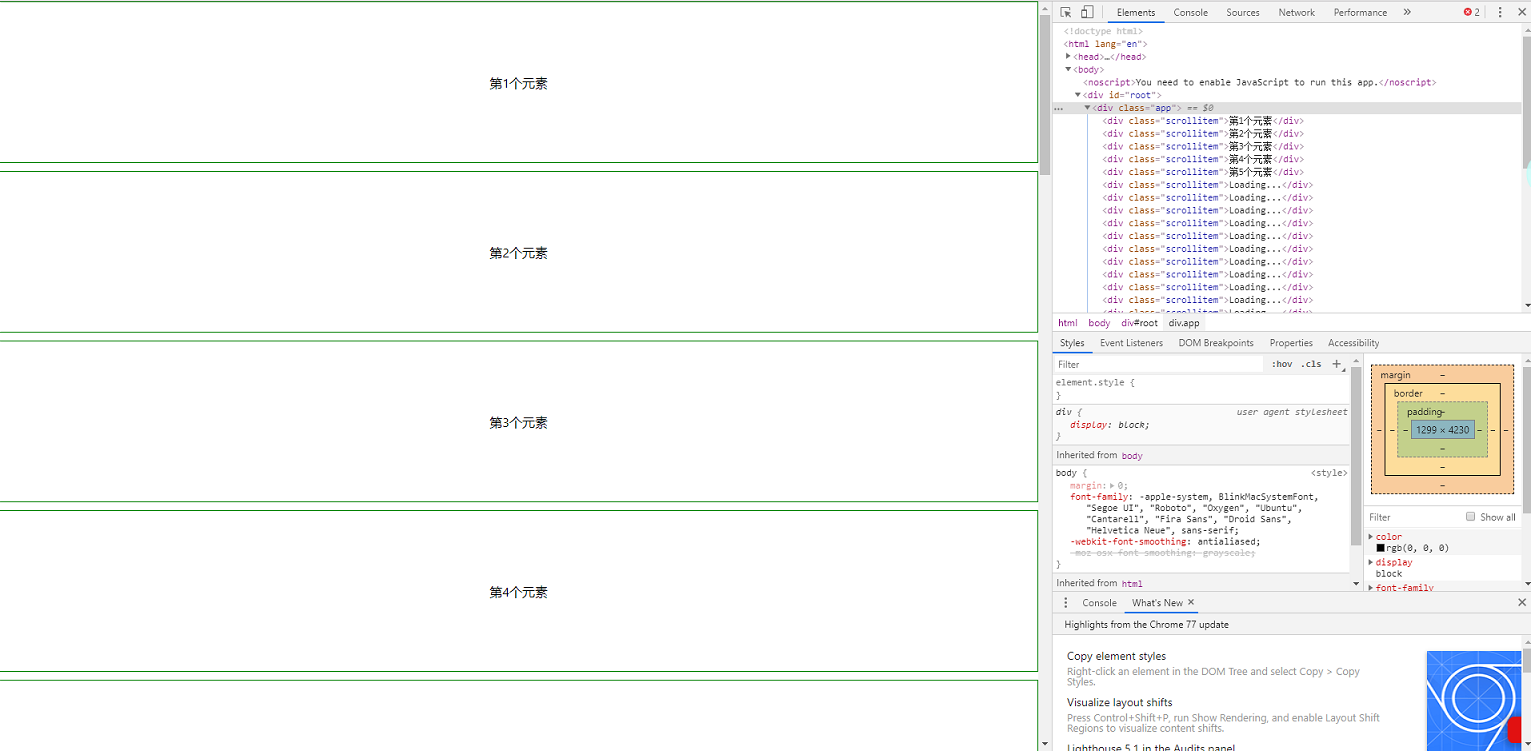 第1个元素
第2个元素
第3个元素
第4个元素
Elements Console Sources Network Performance » 2
<!doctype html>
<html lang="en">
<head>…</head>
<body>
<noscript>You need to enable JavaScript to run this app.</noscript>
<div id="root">
… <div class="app"> == $0
<div class="scrollitem">第1个元素</div>
<div class="scrollitem">第2个元素</div>
<div class="scrollitem">第3个元素</div>
<div class="scrollitem">第4个元素</div>
<div class="scrollitem">第5个元素</div>
<div class="scrollitem">Loading...</div>
<div class="scrollitem">Loading...</div>
<div class="scrollitem">Loading...</div>
<div class="scrollitem">Loading...</div>
<div class="scrollitem">Loading...</div>
<div class="scrollitem">Loading...</div>
<div class="scrollitem">Loading...</div>
<div class="scrollitem">Loading...</div>
<div class="scrollitem">Loading...</div>
<div class="scrollitem">Loading...</div>
<div class="scrollitem">Loading...</div>
html body div#root div.app
Styles Event Listeners DOM Breakpoints Properties Accessibility
Filter :hov .cls +
element.style {
}
div { user agent stylesheet
display: block;
}
Inherited from body
body { <style>
margin: 0;
font-family: -apple-system, BlinkMacSystemFont,
"Segoe UI", "Roboto", "Oxygen", "Ubuntu",
"Cantarell", "Fira Sans", "Droid Sans",
"Helvetica Neue", sans-serif;
-webkit-font-smoothing: antialiased;
-moz-osx-font-smoothing: grayscale;
}
Inherited from html
margin –
border –
padding –
– – – 1299 × 4230 – – –
–
–
–
Filter Show all
color
rgb(0, 0, 0)
display
block
font-family
Console What's New ×
Highlights from the Chrome 77 update
Copy element styles
Right-click an element in the DOM Tree and select Copy > Copy
Styles.
Visualize layout shifts
Press Control+Shift+P, run Show Rendering, and enable Layout Shift
Regions to visualize content shifts.
Lighthouse 5.1 in the Audits panel